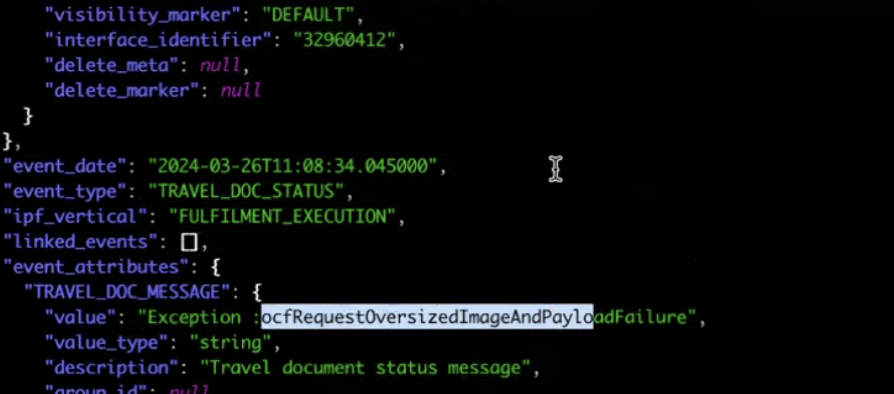 "visibility_marker": "DEFAULT",
"interface_identifier": "32960412",
"delete_meta": null,
"delete_marker": null
}
},
"event_date": "2024-03-26T11:08:34.045000",
"event_type": "TRAVEL_DOC_STATUS",
"ipf_vertical": "FULFILMENT_EXECUTION",
"linked_events": [],
"event_attributes": {
"TRAVEL_DOC_MESSAGE": {
"value": "Exception :ocfRequestOversizedImageAndPayloadFailure",
"value_type": "string",
"description": "Travel document status message",
"group_id": null